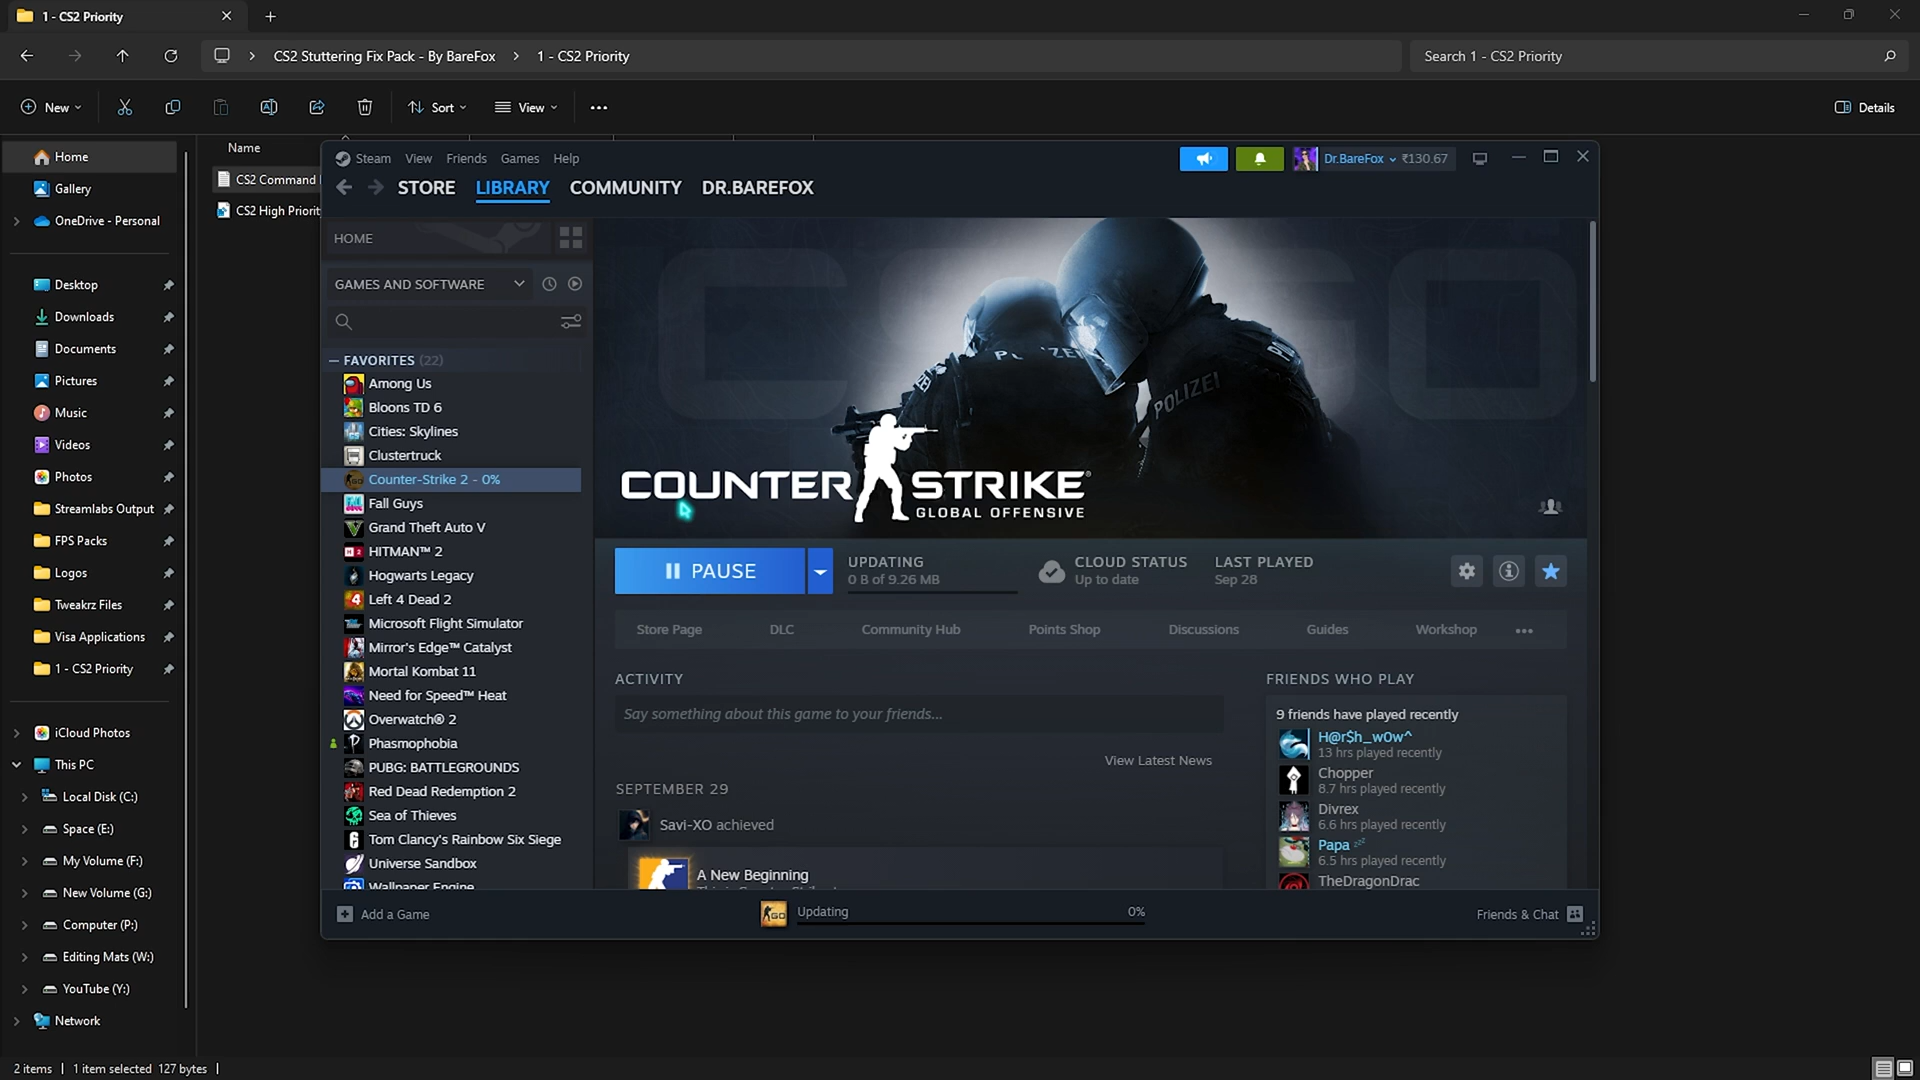 1 - CS2 Priority
CS2 Stuttering Fix Pack - By BareFox
1 - CS2 Priority
Search 1 - CS2 Priority
New
Sort
View
Details
Home
Gallery
OneDrive - Personal
Desktop
Downloads
Documents
Pictures
Music
Videos
Photos
Streamlabs Output
FPS Packs
Logos
Tweakrz Files
Visa Applications
1 - CS2 Priority
iCloud Photos
This PC
Local Disk (C:)
Space (E:)
My Volume (F:)
New Volume (G:)
Computer (P:)
Editing Mats (W:)
YouTube (Y:)
Network
2 items
1 item selected 127 bytes
Name
CS2 Command
CS2 High Priorit
Steam View Friends Games Help
Dr.BareFox ₹130.67
STORE LIBRARY COMMUNITY DR.BAREFOX
HOME
GAMES AND SOFTWARE
FAVORITES (22)
Among Us
Bloons TD 6
Cities: Skylines
Clustertruck
Counter-Strike 2 - 0%
Fall Guys
Grand Theft Auto V
HITMAN™ 2
Hogwarts Legacy
Left 4 Dead 2
Microsoft Flight Simulator
Mirror's Edge™ Catalyst
Mortal Kombat 11
Need for Speed™ Heat
Overwatch® 2
Phasmophobia
PUBG: BATTLEGROUNDS
Red Dead Redemption 2
Sea of Thieves
Tom Clancy's Rainbow Six Siege
Universe Sandbox
Wallpaper Engine
POLIZEI
COUNTER STRIKE®
GLOBAL OFFENSIVE
PAUSE
UPDATING
0 B of 9.26 MB
CLOUD STATUS
Up to date
LAST PLAYED
Sep 28
Store Page DLC Community Hub Points Shop Discussions Guides Workshop
ACTIVITY
Say something about this game to your friends...
View Latest News
SEPTEMBER 29
Savi-XO achieved
A New Beginning
FRIENDS WHO PLAY
9 friends have played recently
H@r$h_w0w^
13 hrs played recently
Chopper
8.7 hrs played recently
Divrex
6.6 hrs played recently
Papa
6.5 hrs played recently
TheDragonDrac
Add a Game
Updating
0%
Friends & Chat